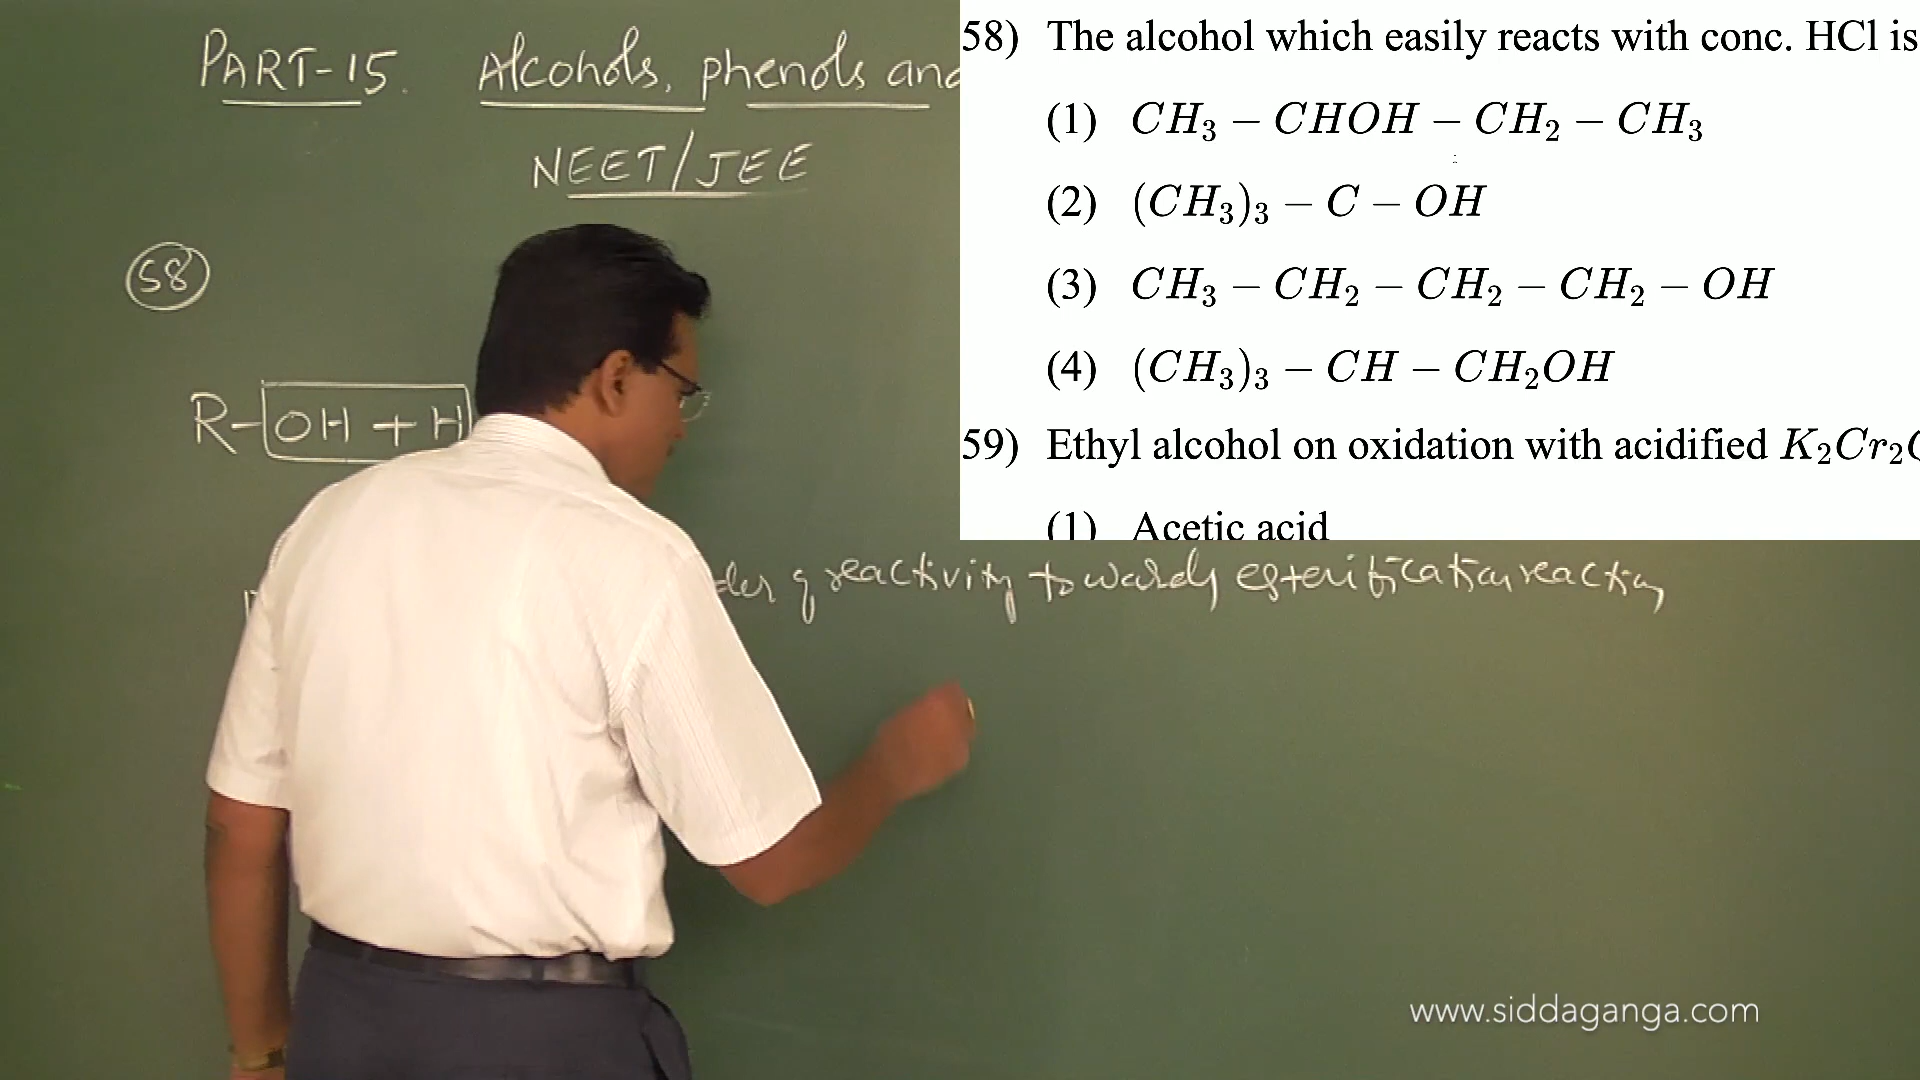 PART-15. Alcohols, phenols and
NEET/JEE
58
R-OH + H
der of reactivity towards esterification reaction
58) The alcohol which easily reacts with conc. HCl is
(1) CH₃ − CHOH − CH₂ − CH₃
(2) (CH₃)₃ − C − OH
(3) CH₃ − CH₂ − CH₂ − CH₂ − OH
(4) (CH₃)₃ − CH − CH₂OH
59) Ethyl alcohol on oxidation with acidified K₂Cr₂
(1) Acetic acid
www.siddaganga.com